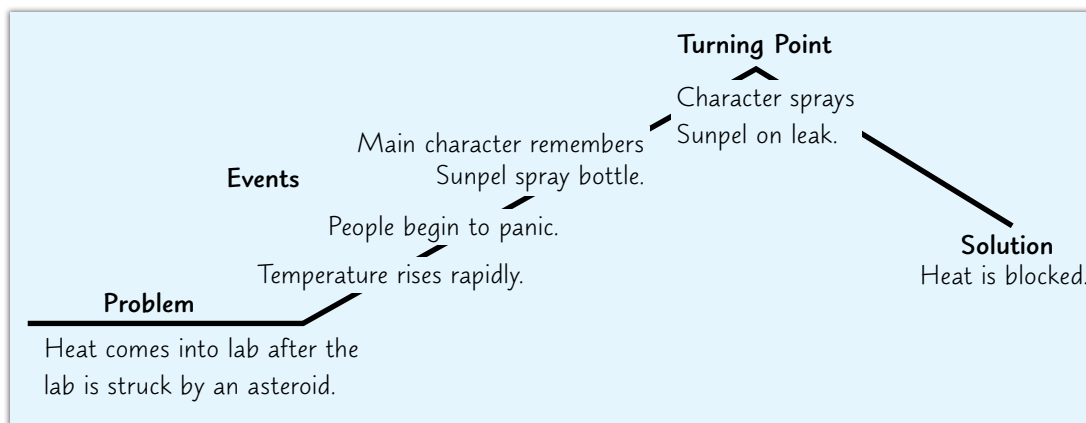 Turning Point
Character sprays
Sunpel on leak.
Main character remembers
Sunpel spray bottle.
Events
People begin to panic.
Temperature rises rapidly.
Problem
Heat comes into lab after the
lab is struck by an asteroid.
Solution
Heat is blocked.